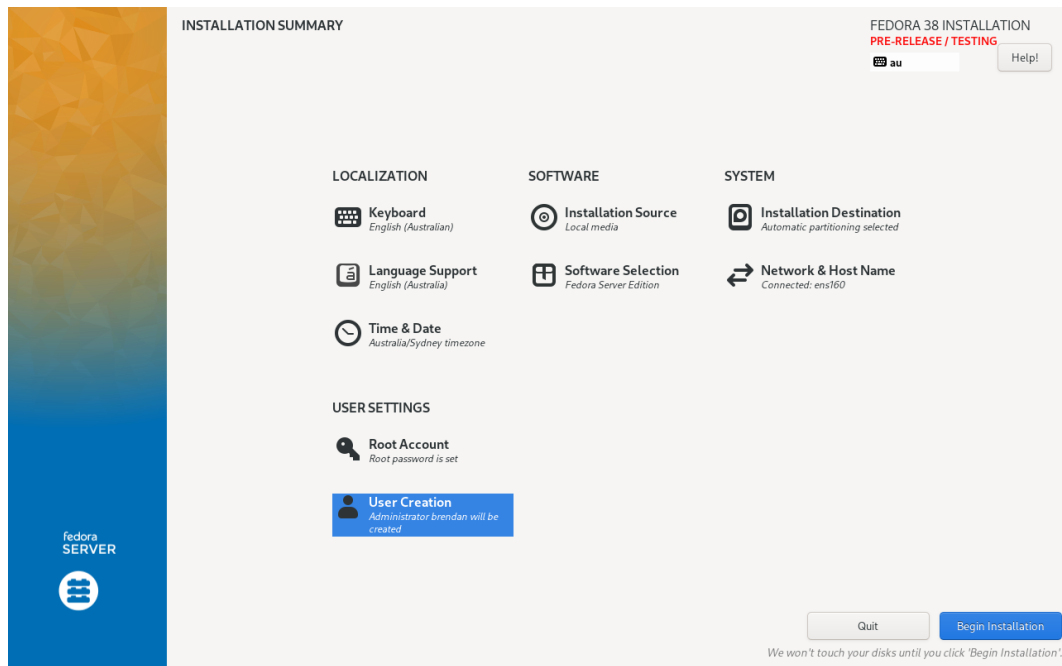 INSTALLATION SUMMARY
FEDORA 38 INSTALLATION
PRE-RELEASE / TESTING
au
Help!
LOCALIZATION
Keyboard
English (Australian)
Language Support
English (Australia)
Time & Date
Australia/Sydney timezone
SOFTWARE
Installation Source
Local media
Software Selection
Fedora Server Edition
SYSTEM
Installation Destination
Automatic partitioning selected
Network & Host Name
Connected: ens160
USER SETTINGS
Root Account
Root password is set
User Creation
Administrator brendan will be
created
fedora
SERVER
Quit
Begin Installation
We won't touch your disks until you click 'Begin Installation'.